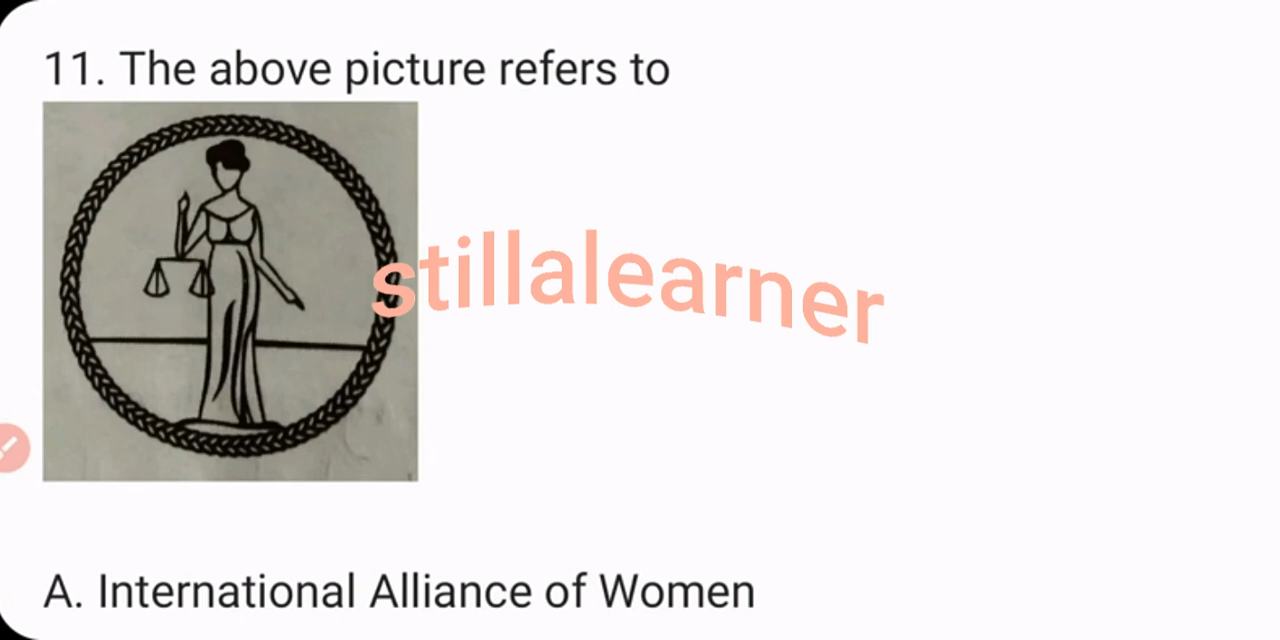 11. The above picture refers to
stillalearner
A. International Alliance of Women